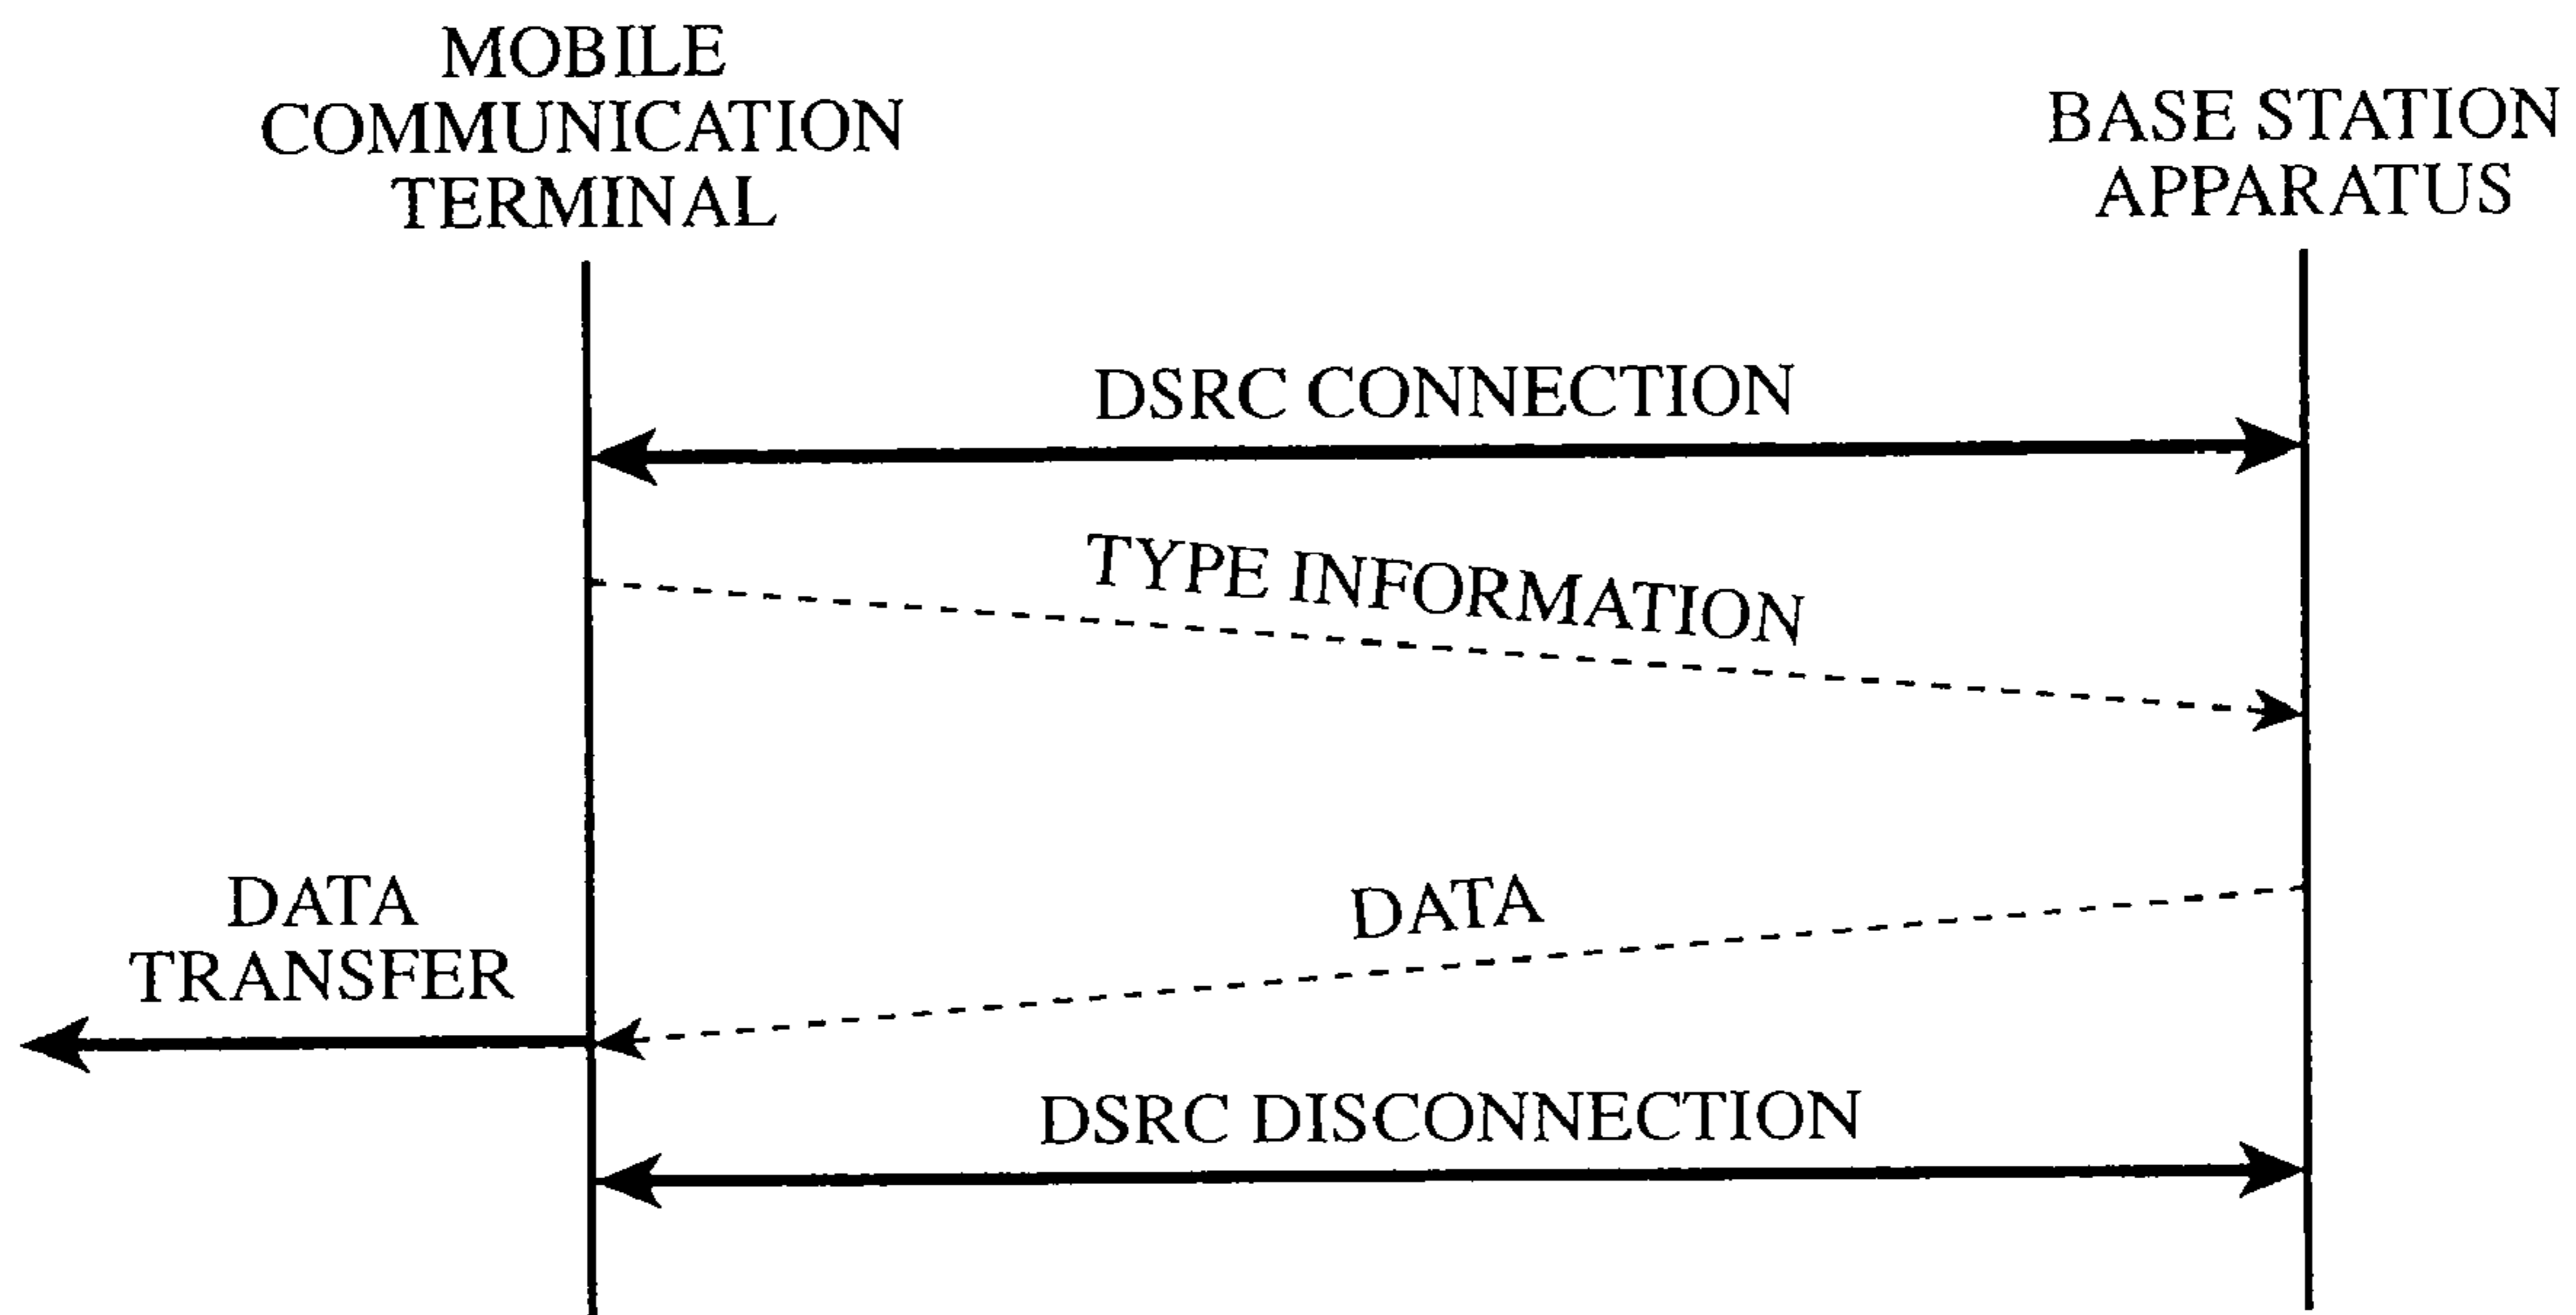 MOBILE
COMMUNICATION
TERMINAL
BASE STATION
APPARATUS
DSRC CONNECTION
TYPE INFORMATION
DATA
DATA
TRANSFER
DSRC DISCONNECTION